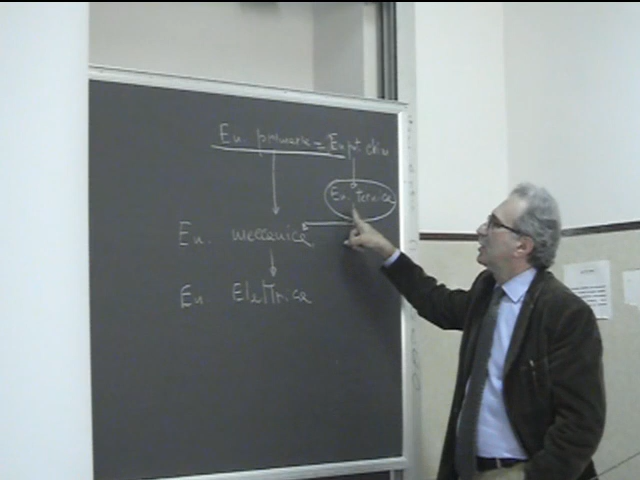 En. primaria = En pot. chim
En. termica
En. meccanica
En. Elettrica